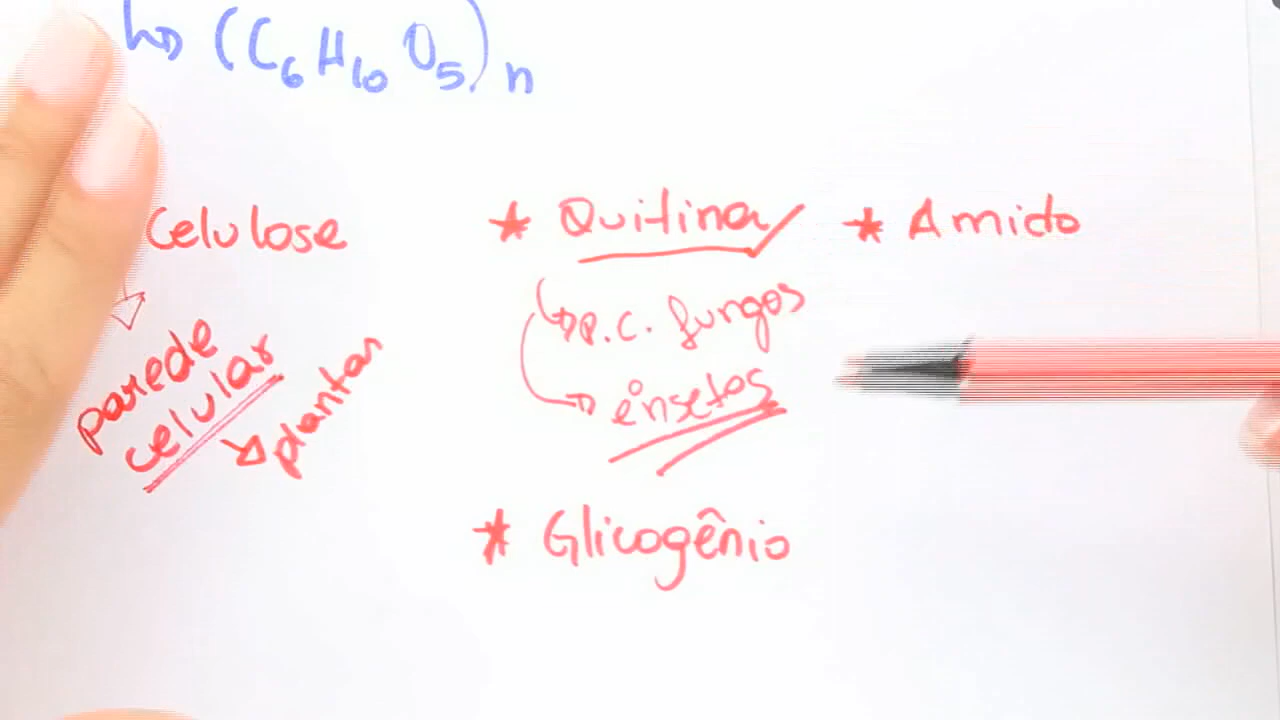 ↳ (C₆H₁₀O₅)ₙ
Celulose
parede
celular
↘ plantas
* Quitina
↳ p.c. fungos
→ insetos
* Amido
* Glicogênio